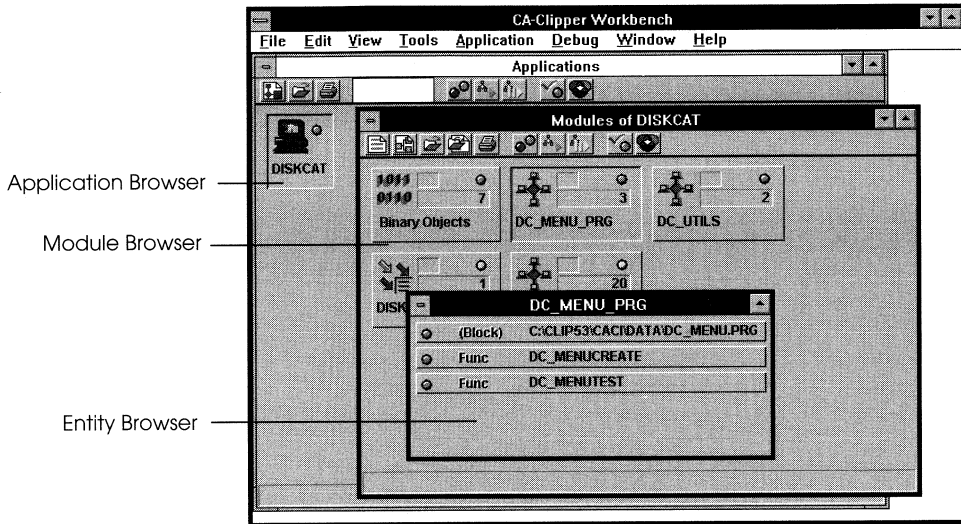 CA-Clipper Workbench
File Edit View Tools Application Debug Window Help
Applications
Modules of DISKCAT
DISKCAT
Application Browser
Module Browser
Entity Browser
1011
0110
7
Binary Objects
3
DC_MENU_PRG
2
DC_UTILS
1
DISK
20
DC_MENU_PRG
(Block) C:\CLIP53\CACI\DATA\DC_MENU.PRG
Func DC_MENUCREATE
Func DC_MENUTEST